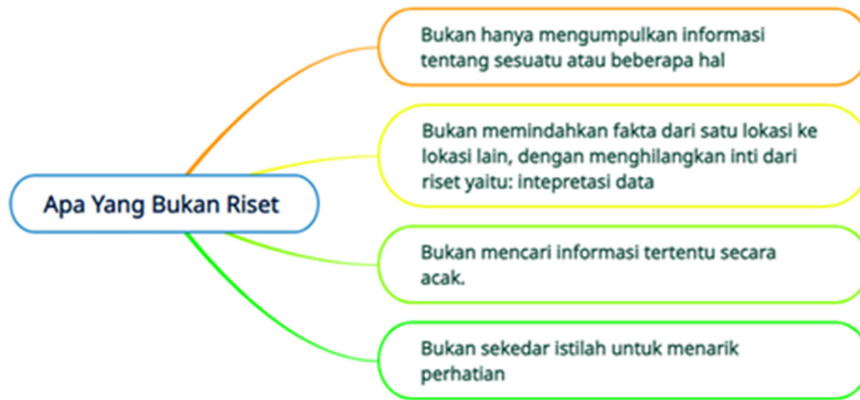 Apa Yang Bukan Riset
Bukan hanya mengumpulkan informasi
tentang sesuatu atau beberapa hal
Bukan memindahkan fakta dari satu lokasi ke
lokasi lain, dengan menghilangkan inti dari
riset yaitu: intepretasi data
Bukan mencari informasi tertentu secara
acak.
Bukan sekedar istilah untuk menarik
perhatian